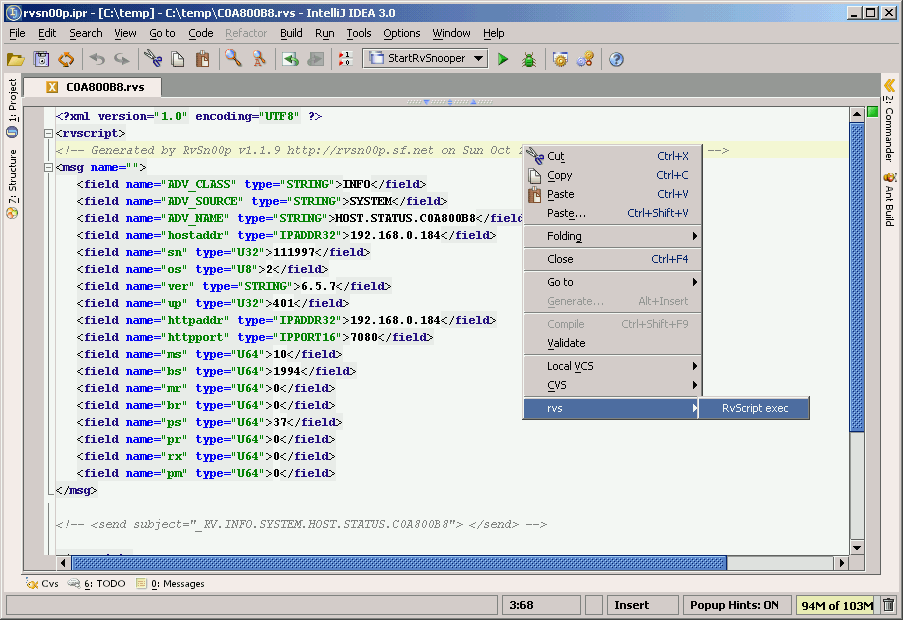 rvsn00p.ipr - [C:\temp] - C:\temp\C0A800B8.rvs - IntelliJ IDEA 3.0
File Edit Search View Go to Code Refactor Build Run Tools Options Window Help
StartRvSnooper
1: Project
7: Structure
C0A800B8.rvs
<?xml version="1.0" encoding="UTF8" ?>
<rvscript>
<!-- Generated by RvSn00p v1.1.9 http://rvsn00p.sf.net on Sun Oct -->
<msg name="">
<field name="ADV_CLASS" type="STRING">INFO</field>
<field name="ADV_SOURCE" type="STRING">SYSTEM</field>
<field name="ADV_NAME" type="STRING">HOST.STATUS.C0A800B8</field
<field name="hostaddr" type="IPADDR32">192.168.0.184</field>
<field name="sn" type="U32">111997</field>
<field name="os" type="U8">2</field>
<field name="ver" type="STRING">6.5.7</field>
<field name="up" type="U32">401</field>
<field name="httpaddr" type="IPADDR32">192.168.0.184</field>
<field name="httpport" type="IPPORT16">7080</field>
<field name="ms" type="U64">10</field>
<field name="bs" type="U64">1994</field>
<field name="mr" type="U64">0</field>
<field name="br" type="U64">0</field>
<field name="ps" type="U64">37</field>
<field name="pr" type="U64">0</field>
<field name="rx" type="U64">0</field>
<field name="pm" type="U64">0</field>
</msg>
<!-- <send subject="_RV.INFO.SYSTEM.HOST.STATUS.C0A800B8"> </send> -->
Cut Ctrl+X
Copy Ctrl+C
Paste Ctrl+V
Paste... Ctrl+Shift+V
Folding
Close Ctrl+F4
Go to
Generate... Alt+Insert
Compile Ctrl+Shift+F9
Validate
Local VCS
CVS
rvs RvScript exec
2: Commander
Ant Build
Cvs 6: TODO 0: Messages
3:68 Insert Popup Hints: ON 94M of 103M